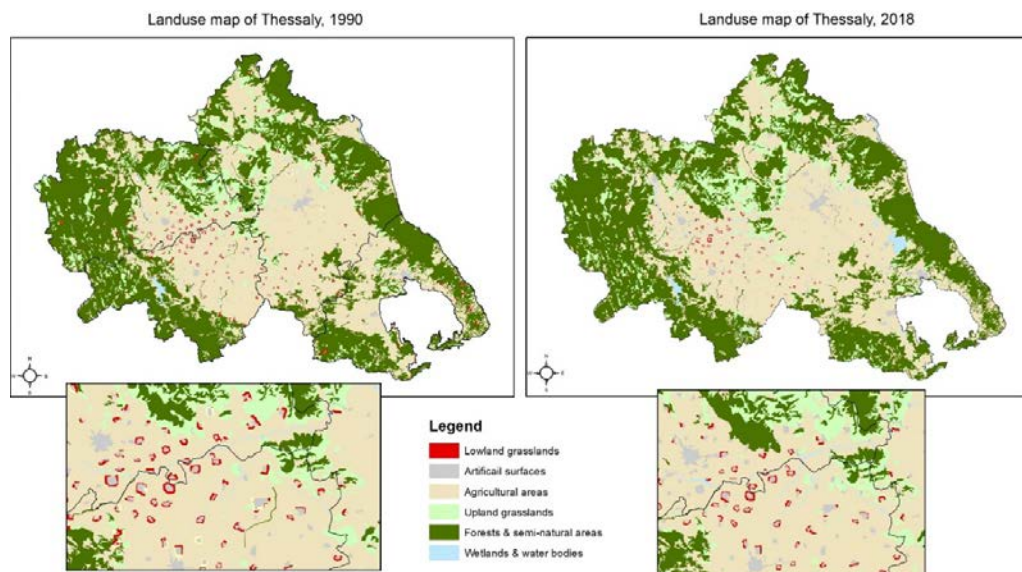 Landuse map of Thessaly, 1990
Landuse map of Thessaly, 2018
N
W E
S
N
W E
S
Legend
Lowland grasslands
Artificail surfaces
Agricultural areas
Upland grasslands
Forests & semi-natural areas
Wetlands & water bodies